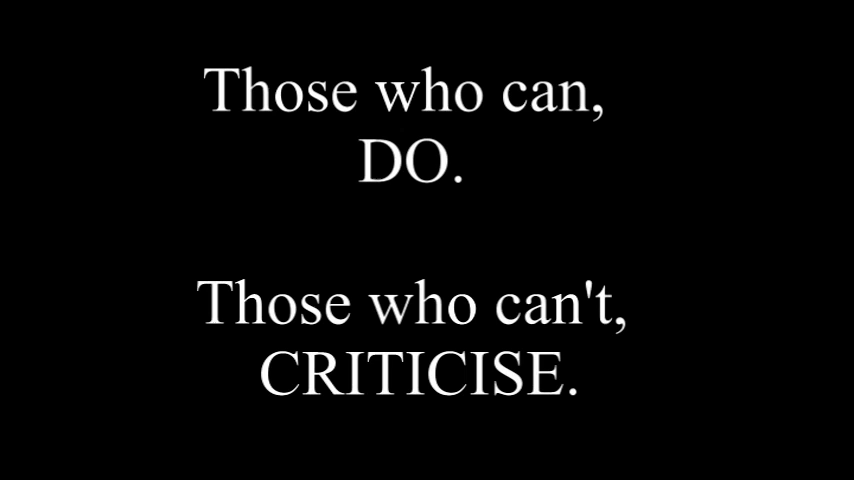 Those who can,
DO.
Those who can't,
CRITICISE.